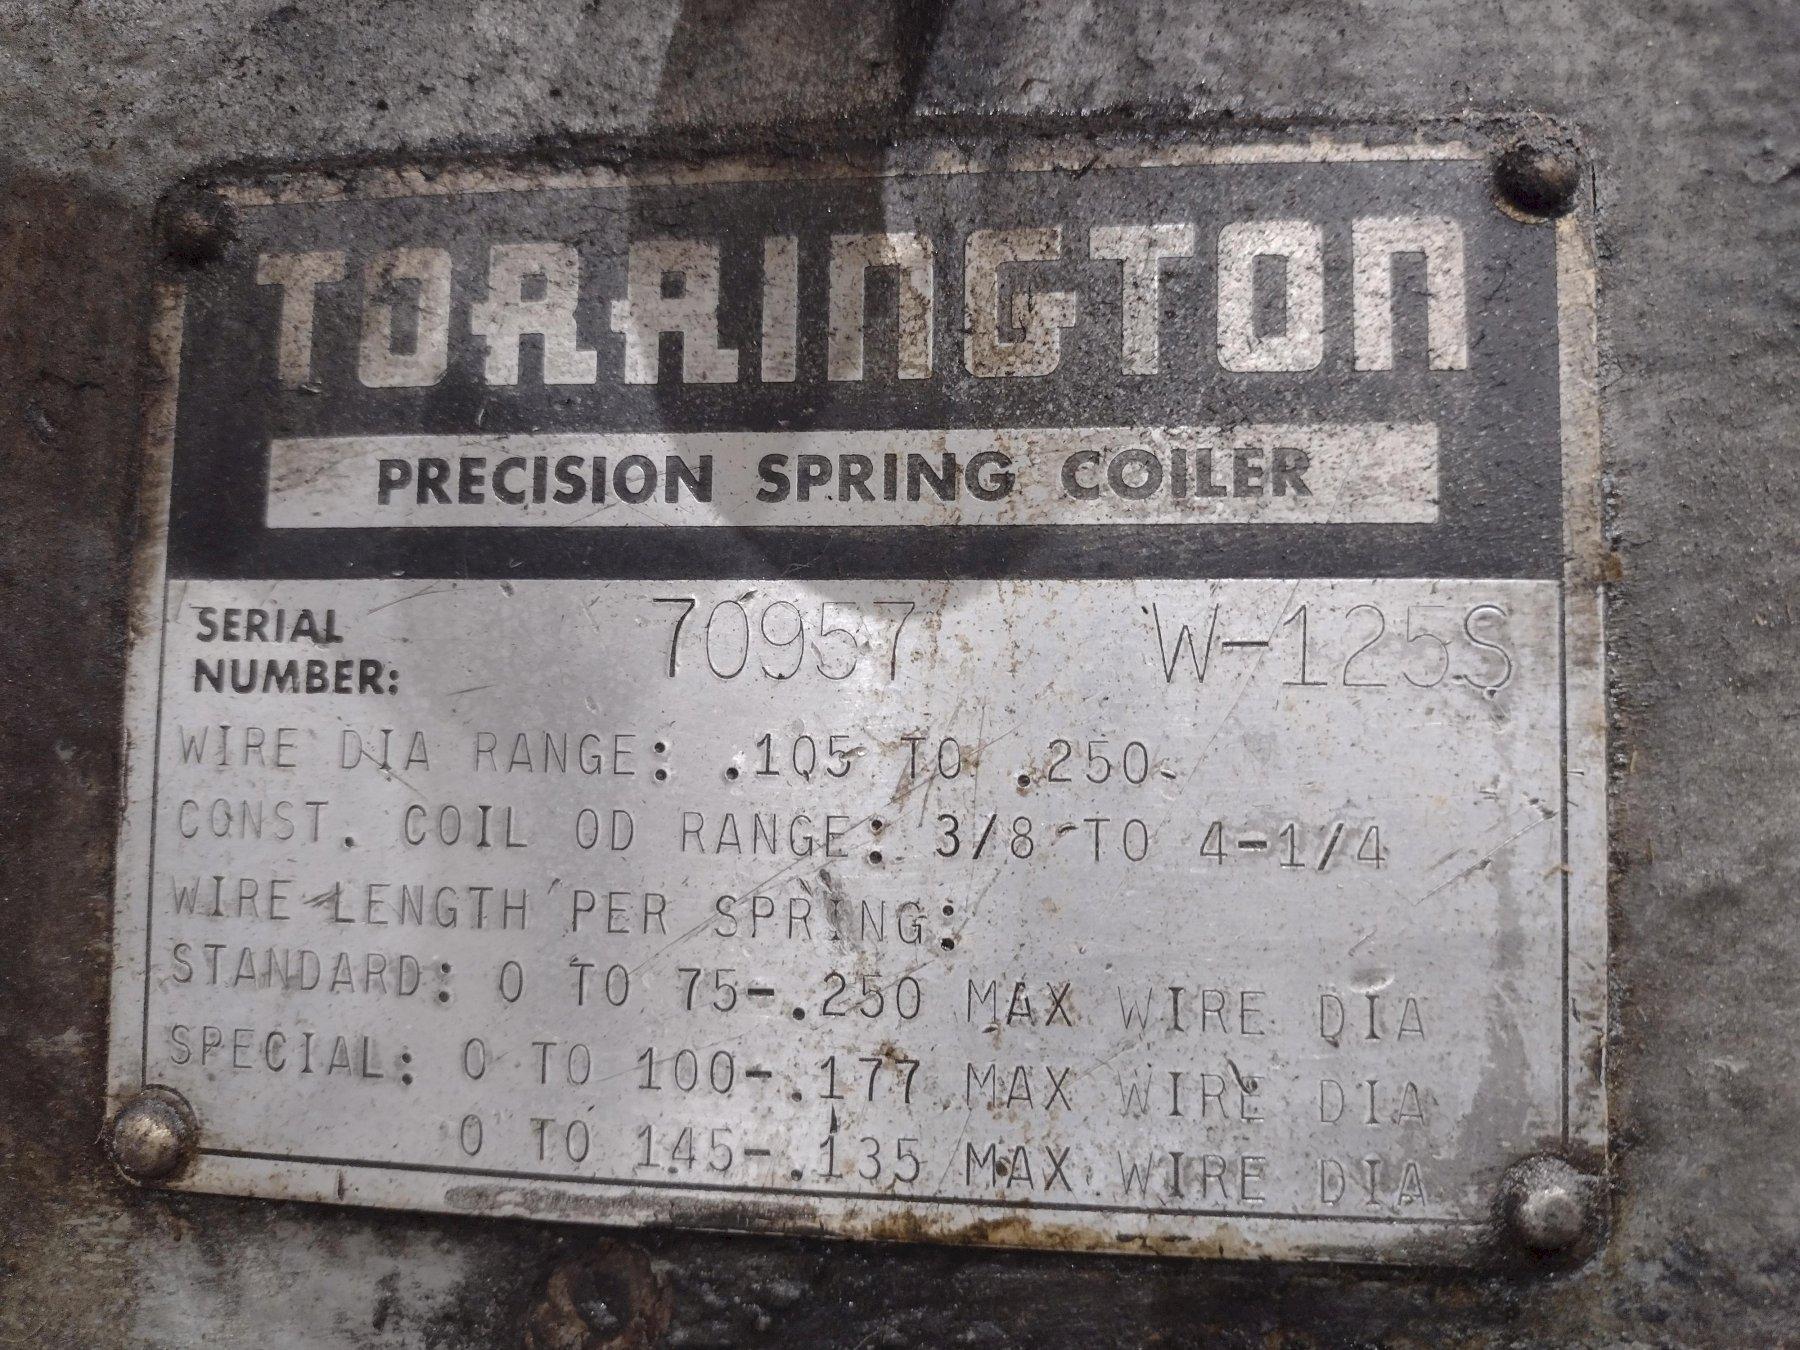 TORRINGTON
PRECISION SPRING COILER
SERIAL NUMBER: 70957 W-125S
WIRE DIA RANGE: .105 TO .250
CONST. COIL OD RANGE: 3/8 TO 4-1/4
WIRE LENGTH PER SPRING:
STANDARD: 0 TO 75-.250 MAX WIRE DIA
SPECIAL: 0 TO 100-.177 MAX WIRE DIA
0 TO 145-.135 MAX WIRE DIA